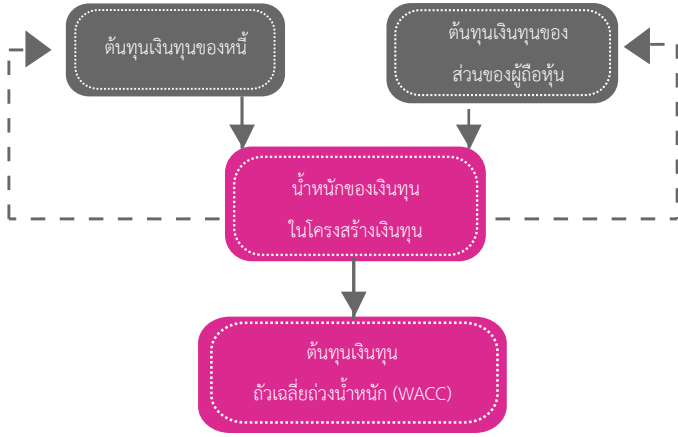 ต้นทุนเงินทุนของหนี้
ต้นทุนเงินทุนของ
ส่วนของผู้ถือหุ้น
น้ำหนักของเงินทุน
ในโครงสร้างเงินทุน
ต้นทุนเงินทุน
ถัวเฉลี่ยถ่วงน้ำหนัก (WACC)